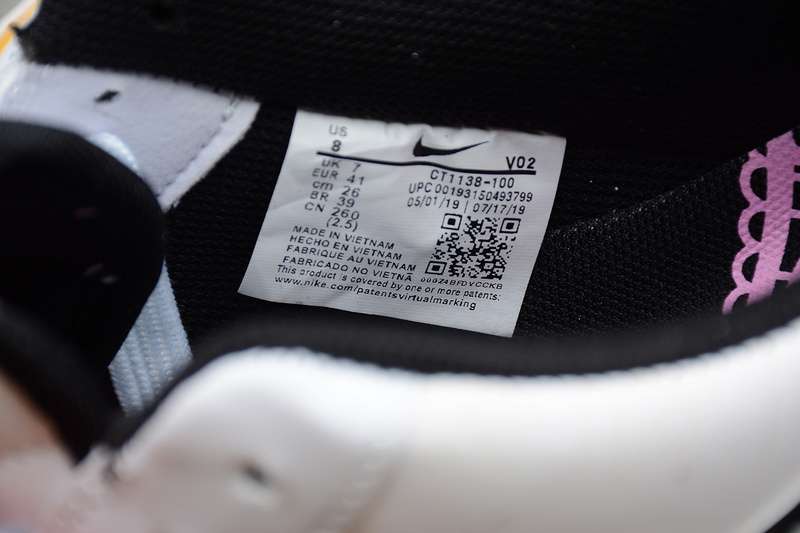 US
8
V02
UK 7
EUR 41
cm 26
BR 39
CN 260
(2.5)
CT1138-100
UPC 00193150493799
05/01/19 07/17/19
MADE IN VIETNAM
HECHO EN VIETNAM
FABRIQUE AU VIETNAM
FABRICADO NO VIETNÃ
This product is covered by one or more patents:
www.nike.com/patentsvirtualmarking